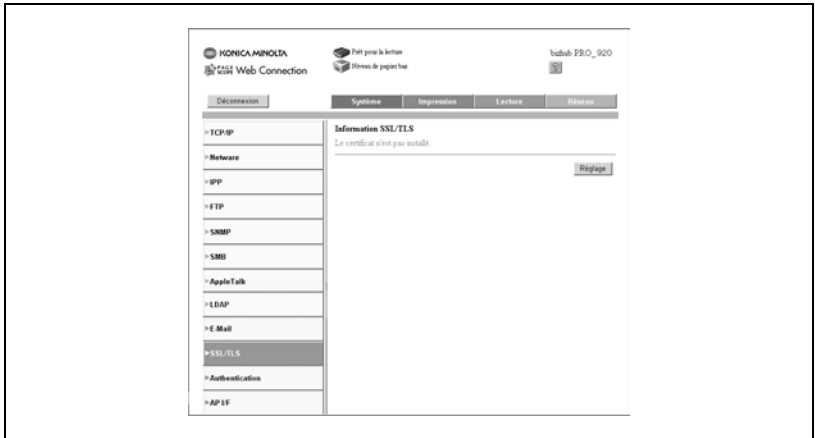 KONICA MINOLTA
PAGE SCOPE Web Connection
Prêt pour la lecture
Niveau de papier bas
bizhub PRO_920
?
Déconnexion
Système
Impression
Lecture
Réseau
TCP/IP
Netware
IPP
FTP
SNMP
SMB
AppleTalk
LDAP
E-Mail
SSL/TLS
Authentication
AP I/F
Information SSL/TLS
Le certificat n'est pas installé.
Réglage